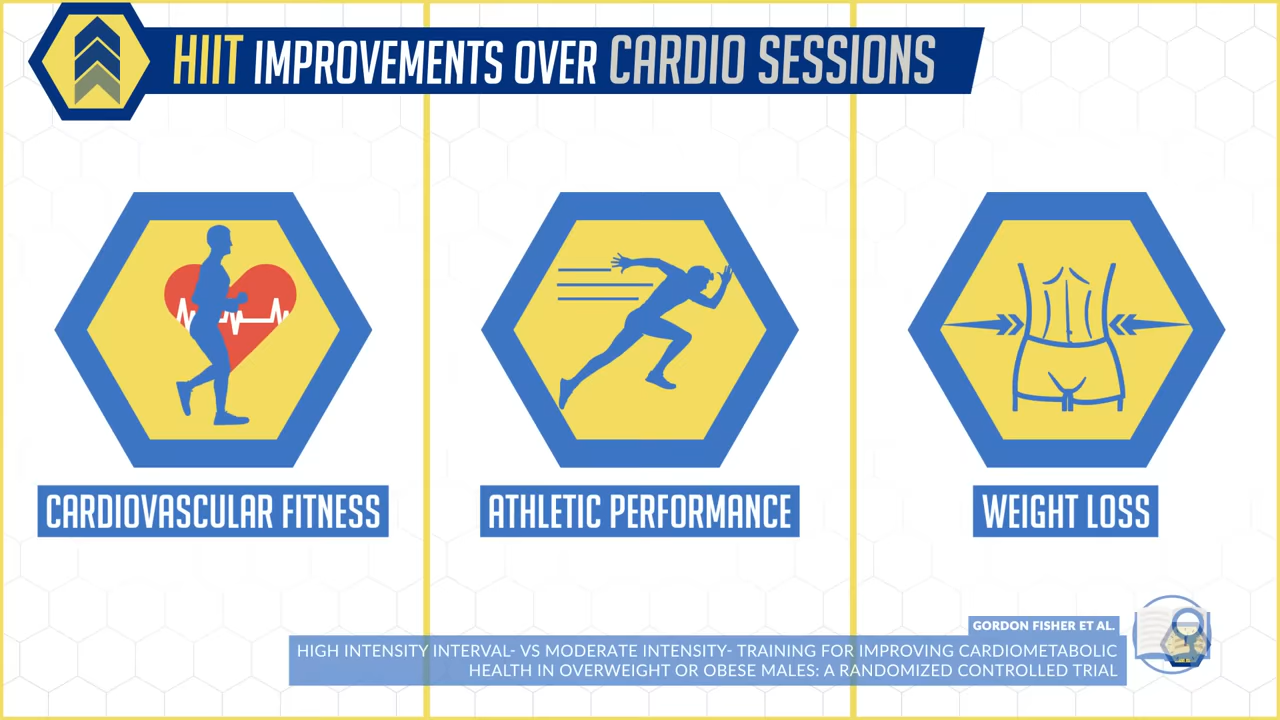 HIIT IMPROVEMENTS OVER CARDIO SESSIONS
CARDIOVASCULAR FITNESS
ATHLETIC PERFORMANCE
WEIGHT LOSS
GORDON FISHER ET AL.
HIGH INTENSITY INTERVAL- VS MODERATE INTENSITY- TRAINING FOR IMPROVING CARDIOMETABOLIC
HEALTH IN OVERWEIGHT OR OBESE MALES: A RANDOMIZED CONTROLLED TRIAL